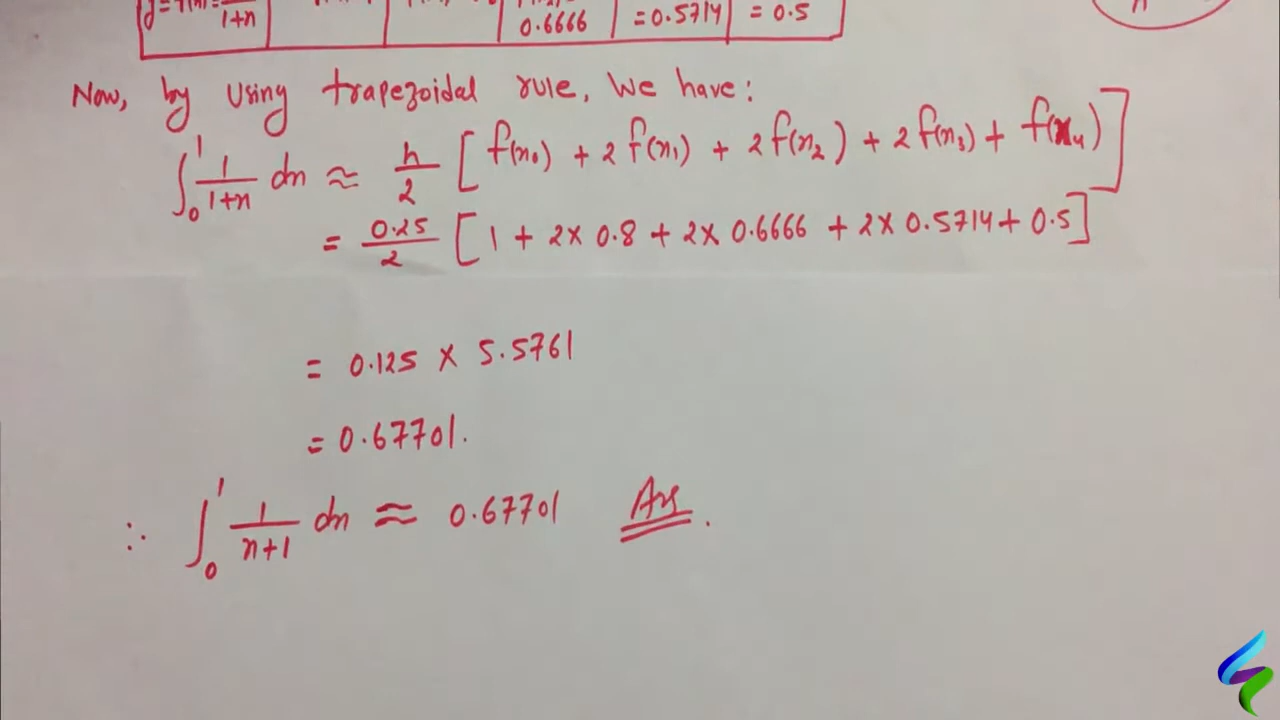 y = f(x) = 1/1+x
0.6666 = 0.5714 = 0.5
Now, by using trapezoidal rule, We have:
∫₀¹ 1/1+x dx ≈ h/2 [f(x₀) + 2f(x₁) + 2f(x₂) + 2f(x₃) + f(x₄)]
= 0.25/2 [1 + 2×0.8 + 2×0.6666 + 2×0.5714 + 0.5]
= 0.125 × 5.5761
= 0.67701.
∴ ∫₀¹ 1/x+1 dx ≈ 0.67701 Ans.